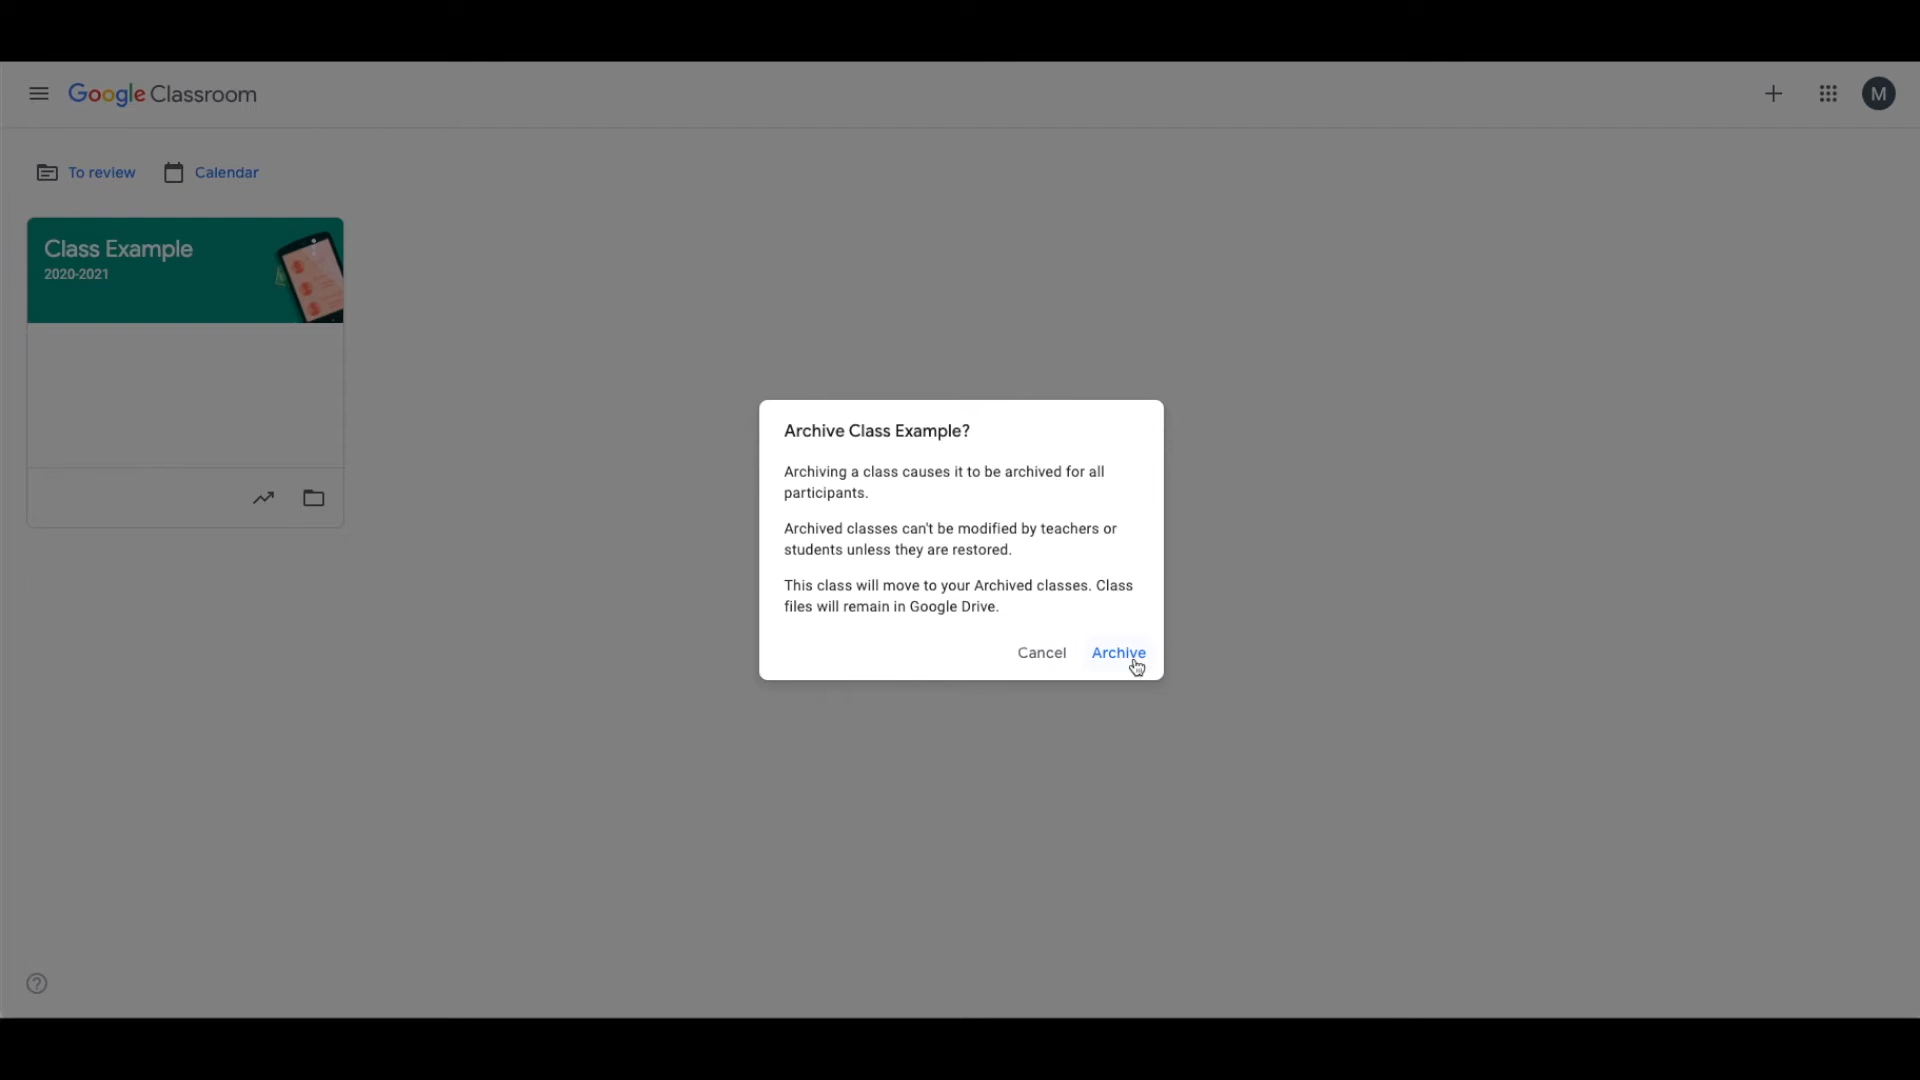 Google Classroom
M
To review
Calendar
Class Example
2020-2021
Archive Class Example?
Archiving a class causes it to be archived for all
participants.
Archived classes can't be modified by teachers or
students unless they are restored.
This class will move to your Archived classes. Class
files will remain in Google Drive.
Cancel
Archive
?